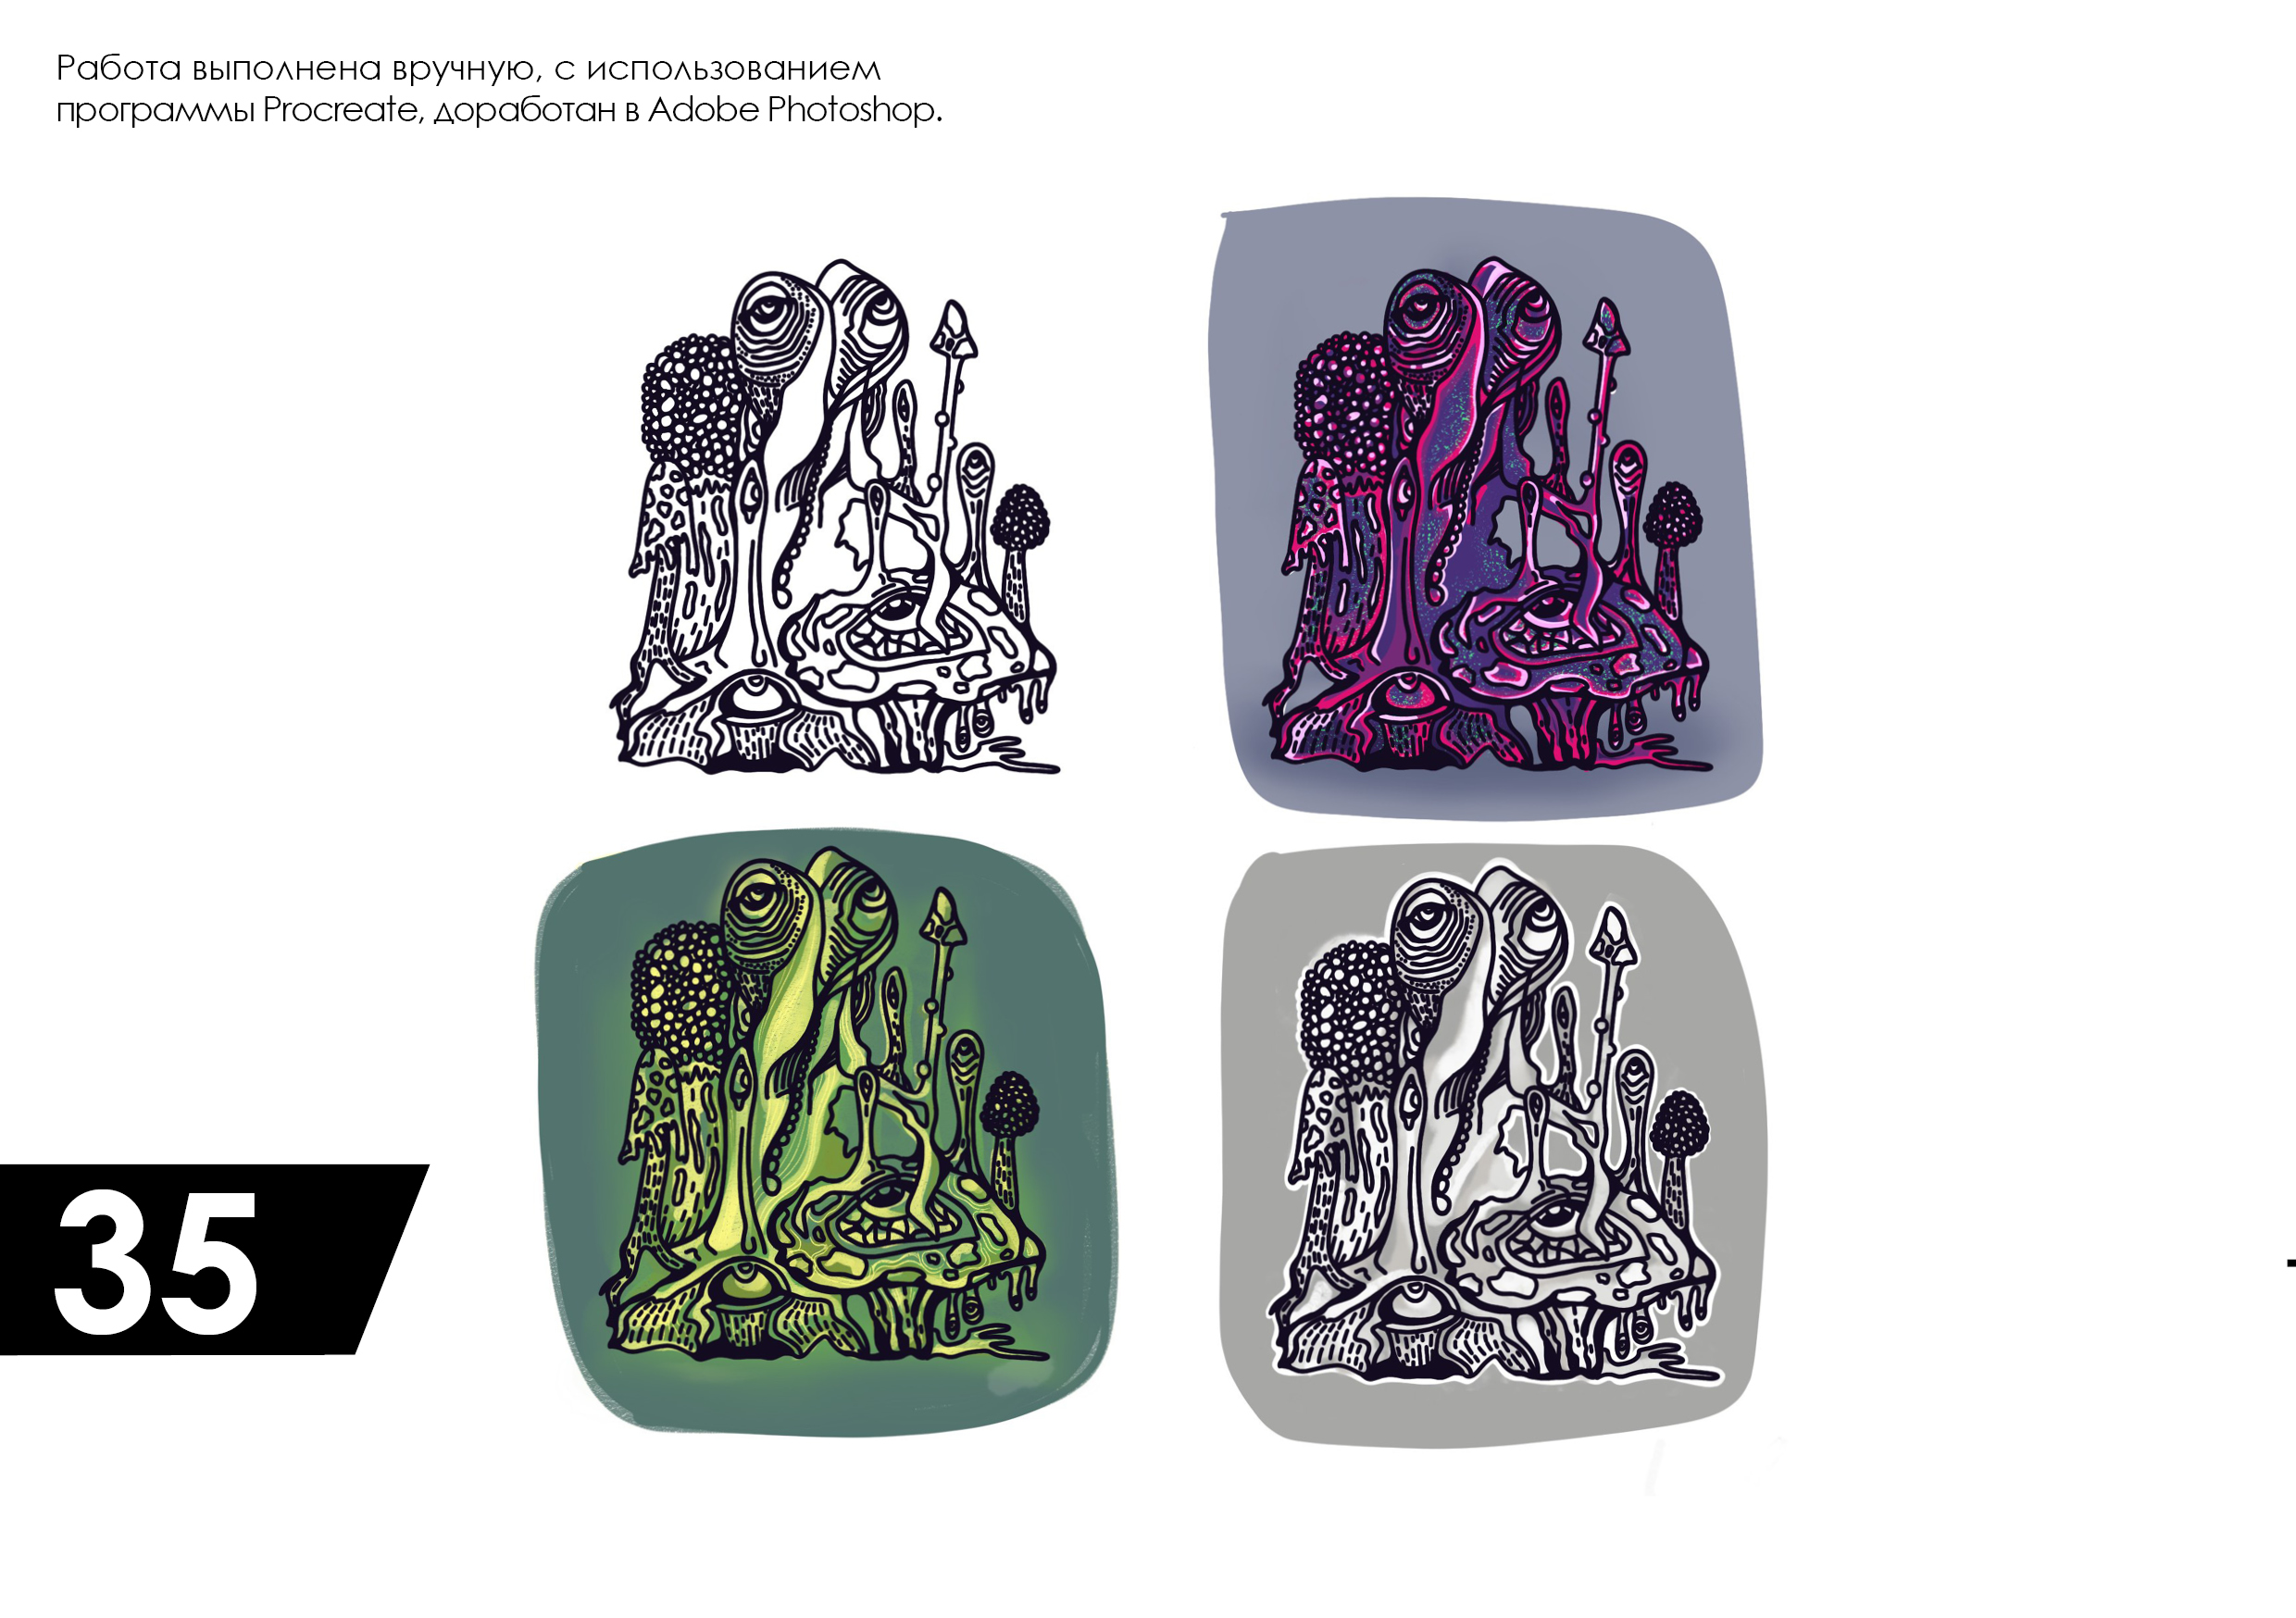 Работа выполнена вручную, с использованием
программы Procreate, доработан в Adobe Photoshop.
35